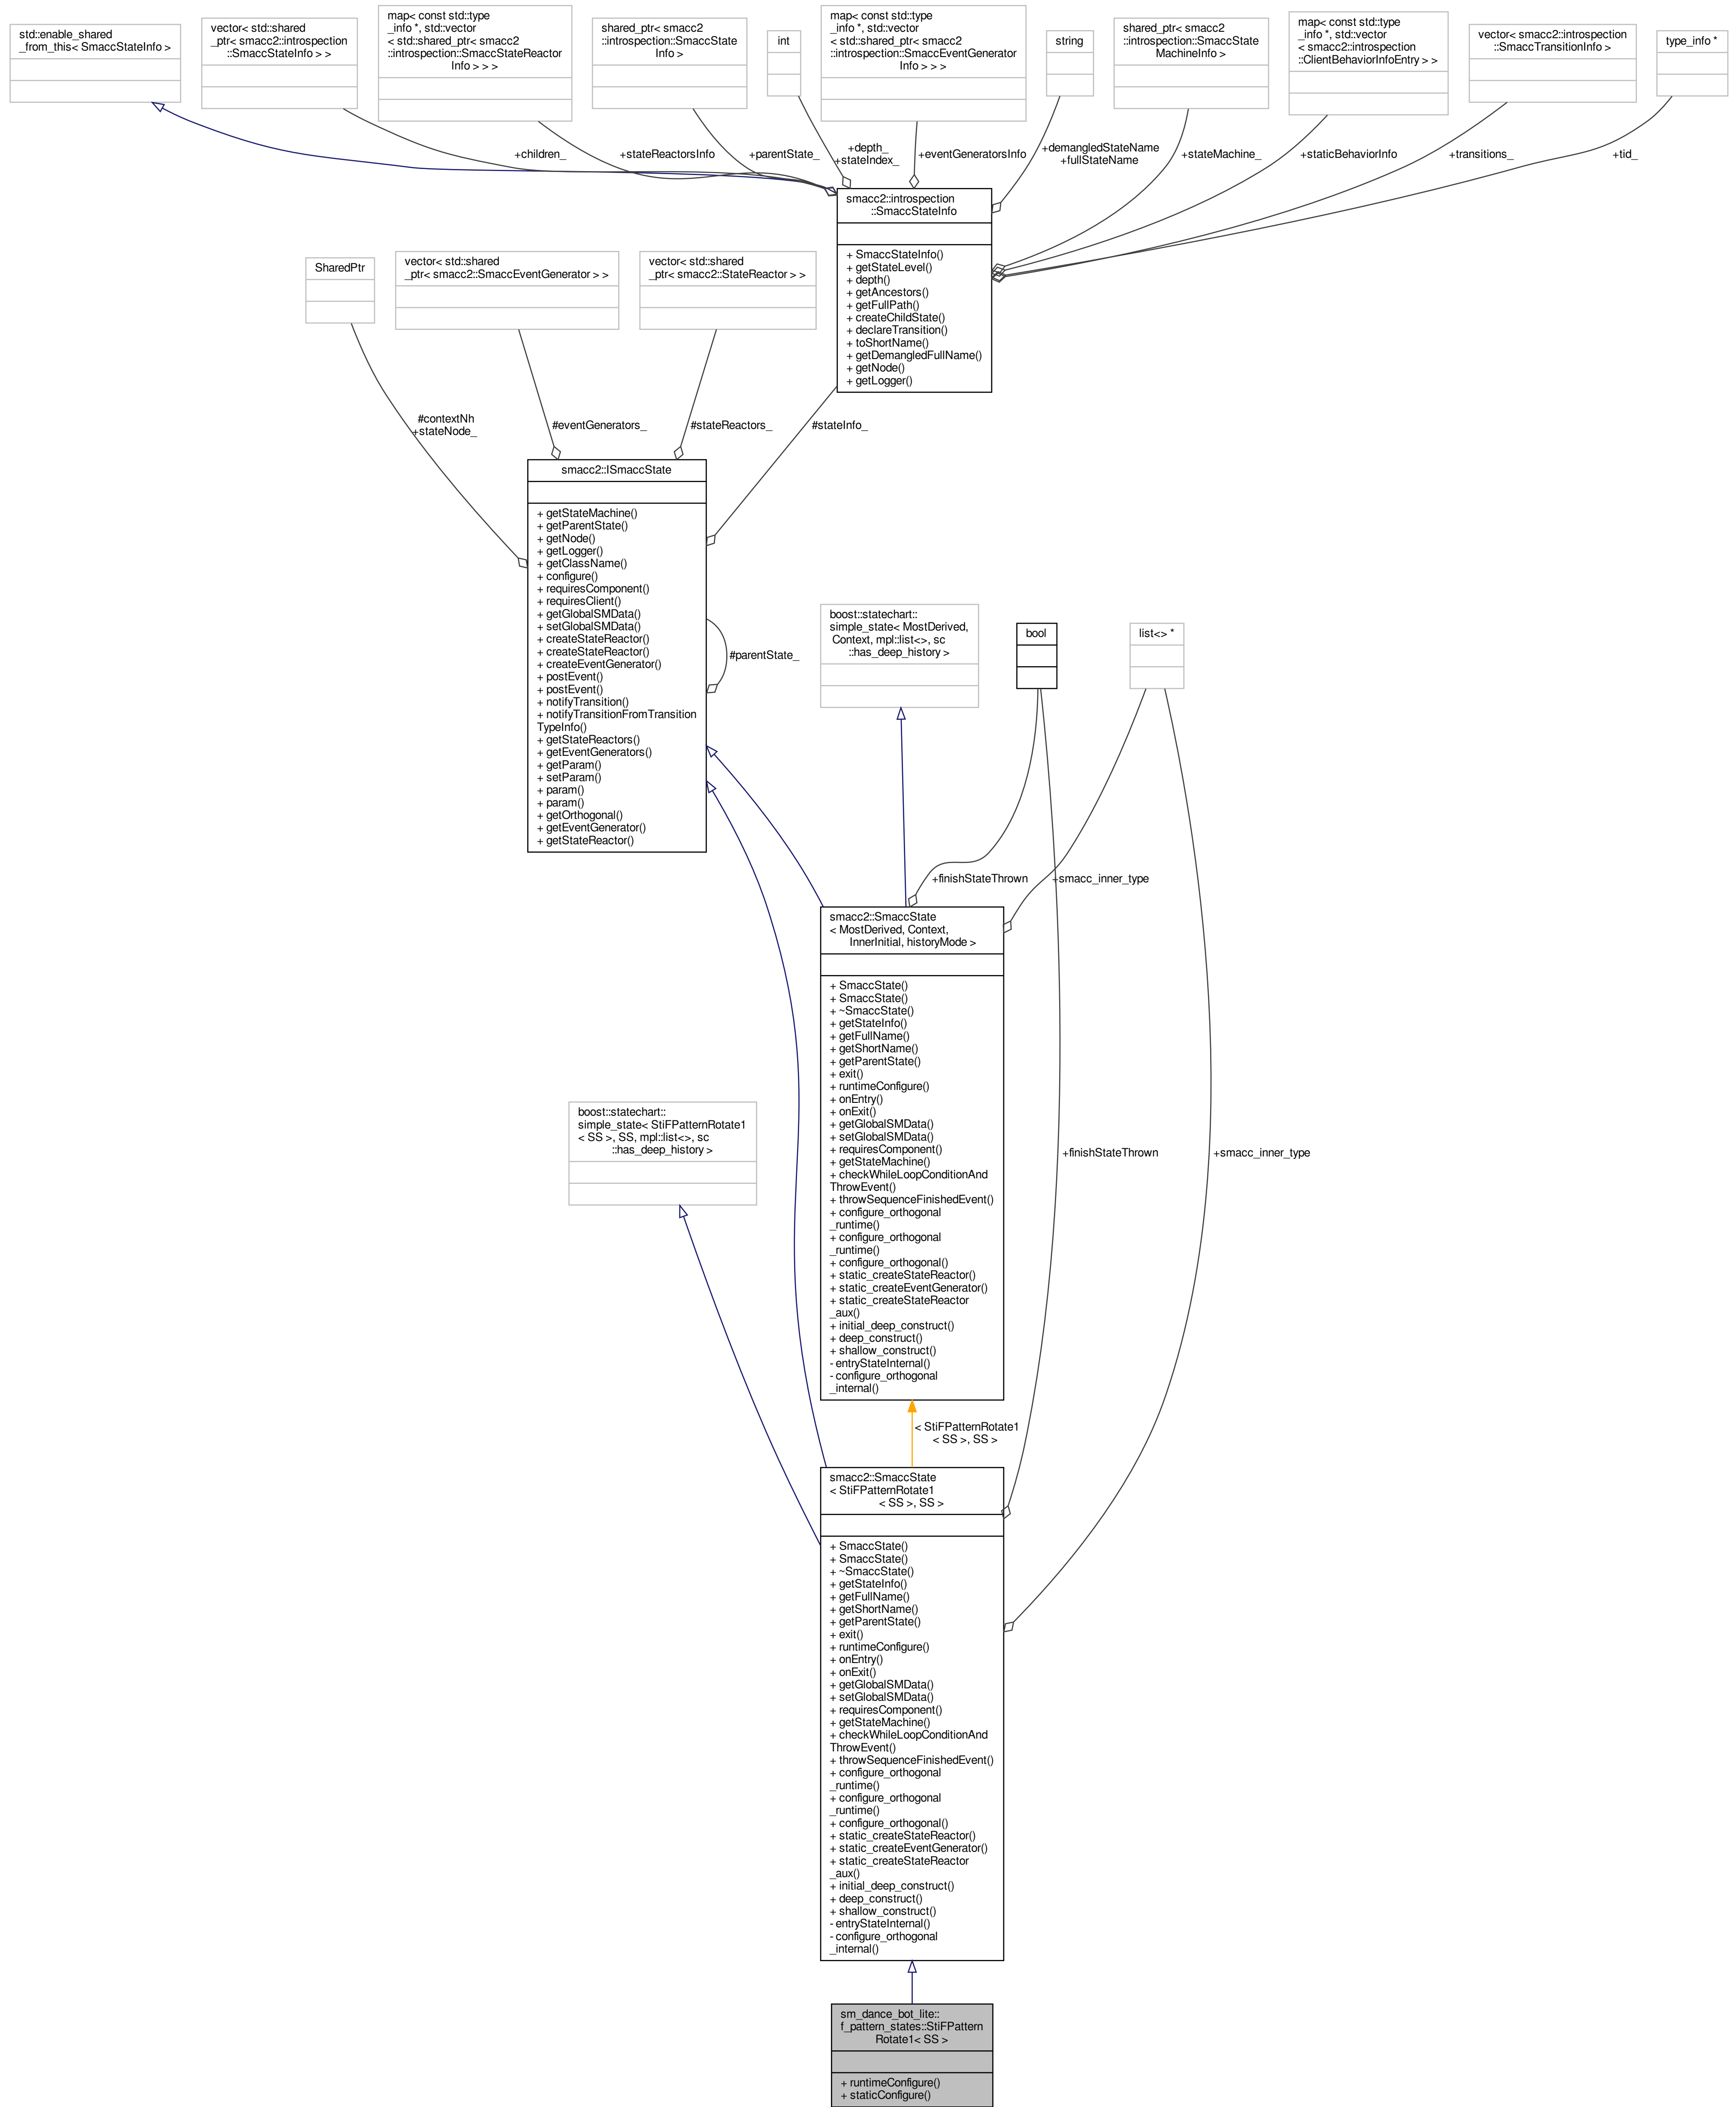 std::enable_shared
_from_this< SmaccStateInfo >
vector< std::shared
_ptr< smacc2::introspection
::SmaccStateInfo > >
map< const std::type
_info *, std::vector
< std::shared_ptr< smacc2
::introspection::SmaccStateReactor
Info > > >
shared_ptr< smacc2
::introspection::SmaccState
Info >
int
map< const std::type
_info *, std::vector
< std::shared_ptr< smacc2
::introspection::SmaccEventGenerator
Info > > >
string
shared_ptr< smacc2
::introspection::SmaccState
MachineInfo >
map< const std::type
_info *, std::vector
< smacc2::introspection
::ClientBehaviorInfoEntry > >
vector< smacc2::introspection
::SmaccTransitionInfo >
type_info *
+children_
+stateReactorsInfo
+parentState_
+depth_
+stateIndex_
+eventGeneratorsInfo
+demangledStateName
+fullStateName
+stateMachine_
+staticBehaviorInfo
+transitions_
+tid_
smacc2::introspection
::SmaccStateInfo
+ SmaccStateInfo()
+ getStateLevel()
+ depth()
+ getAncestors()
+ getFullPath()
+ createChildState()
+ declareTransition()
+ toShortName()
+ getDemangledFullName()
+ getNode()
+ getLogger()
SharedPtr
vector< std::shared
_ptr< smacc2::SmaccEventGenerator > >
vector< std::shared
_ptr< smacc2::StateReactor > >
#contextNh
+stateNode_
#eventGenerators_
#stateReactors_
#stateInfo_
smacc2::ISmaccState
+ getStateMachine()
+ getParentState()
+ getNode()
+ getLogger()
+ getClassName()
+ configure()
+ requiresComponent()
+ requiresClient()
+ getGlobalSMData()
+ setGlobalSMData()
+ createStateReactor()
+ createStateReactor()
+ createEventGenerator()
+ postEvent()
+ postEvent()
+ notifyTransition()
+ notifyTransitionFromTransition
TypeInfo()
+ getStateReactors()
+ getEventGenerators()
+ getParam()
+ setParam()
+ param()
+ param()
+ getOrthogonal()
+ getEventGenerator()
+ getStateReactor()
#parentState_
boost::statechart::
simple_state< MostDerived,
Context, mpl::list<>, sc
::has_deep_history >
bool
list<> *
+finishStateThrown
+smacc_inner_type
smacc2::SmaccState
< MostDerived, Context,
InnerInitial, historyMode >
+ SmaccState()
+ SmaccState()
+ ~SmaccState()
+ getStateInfo()
+ getFullName()
+ getShortName()
+ getParentState()
+ exit()
+ runtimeConfigure()
+ onEntry()
+ onExit()
+ getGlobalSMData()
+ setGlobalSMData()
+ requiresComponent()
+ getStateMachine()
+ checkWhileLoopConditionAnd
ThrowEvent()
+ throwSequenceFinishedEvent()
+ configure_orthogonal
_runtime()
+ configure_orthogonal
_runtime()
+ configure_orthogonal()
+ static_createStateReactor()
+ static_createEventGenerator()
+ static_createStateReactor
_aux()
+ initial_deep_construct()
+ deep_construct()
+ shallow_construct()
- entryStateInternal()
- configure_orthogonal
_internal()
boost::statechart::
simple_state< StiFPatternRotate1
< SS >, SS, mpl::list<>, sc
::has_deep_history >
+finishStateThrown
+smacc_inner_type
< StiFPatternRotate1
< SS >, SS >
smacc2::SmaccState
< StiFPatternRotate1
< SS >, SS >
+ SmaccState()
+ SmaccState()
+ ~SmaccState()
+ getStateInfo()
+ getFullName()
+ getShortName()
+ getParentState()
+ exit()
+ runtimeConfigure()
+ onEntry()
+ onExit()
+ getGlobalSMData()
+ setGlobalSMData()
+ requiresComponent()
+ getStateMachine()
+ checkWhileLoopConditionAnd
ThrowEvent()
+ throwSequenceFinishedEvent()
+ configure_orthogonal
_runtime()
+ configure_orthogonal
_runtime()
+ configure_orthogonal()
+ static_createStateReactor()
+ static_createEventGenerator()
+ static_createStateReactor
_aux()
+ initial_deep_construct()
+ deep_construct()
+ shallow_construct()
- entryStateInternal()
- configure_orthogonal
_internal()
sm_dance_bot_lite::
f_pattern_states::StiFPattern
Rotate1< SS >
+ runtimeConfigure()
+ staticConfigure()